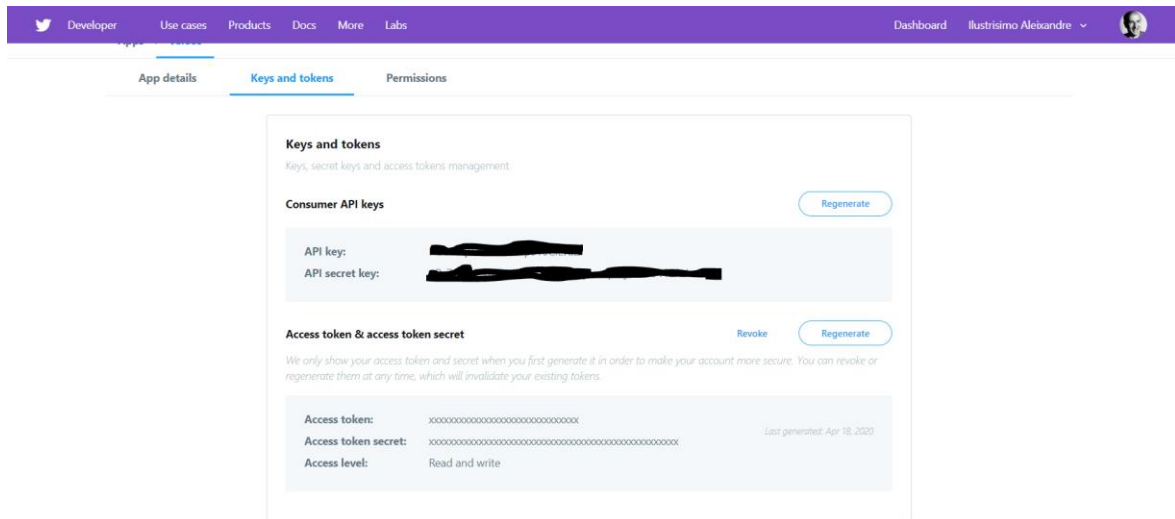 Developer Use cases Products Docs More Labs Dashboard Ilustrisimo Aleixandre
App details Keys and tokens Permissions
Keys and tokens
Keys, secret keys and access tokens management.
Consumer API keys Regenerate
API key:
API secret key:
Access token & access token secret Revoke Regenerate
We only show your access token and secret when you first generate it in order to make your account more secure. You can revoke or
regenerate them at any time, which will invalidate your existing tokens.
Access token: xxxxxxxxxxxxxxxxxxxxxxxxxxxxxx
Last generated: Apr 18, 2020
Access token secret: xxxxxxxxxxxxxxxxxxxxxxxxxxxxxxxxxxxxxxxxxxxxxxxxxx
Access level: Read and write